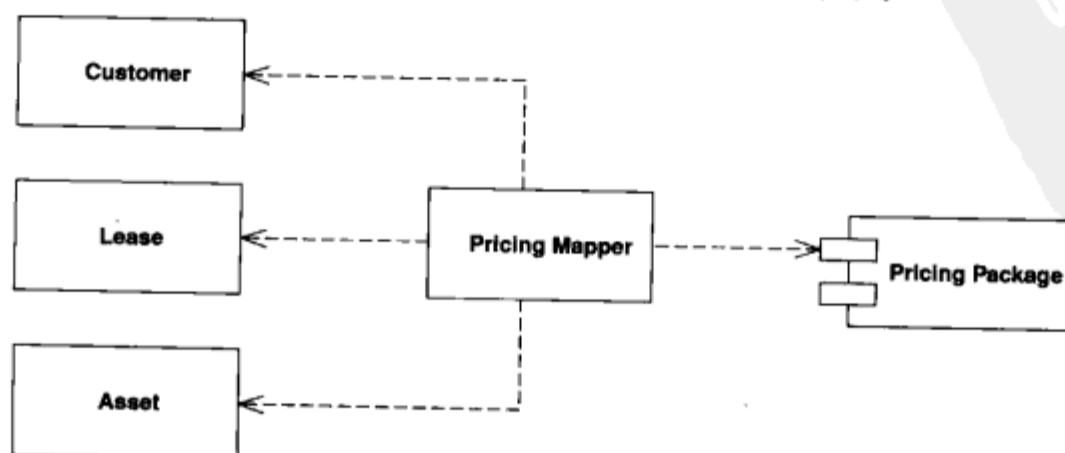 Customer
Lease
Pricing Mapper
Pricing Package
Asset